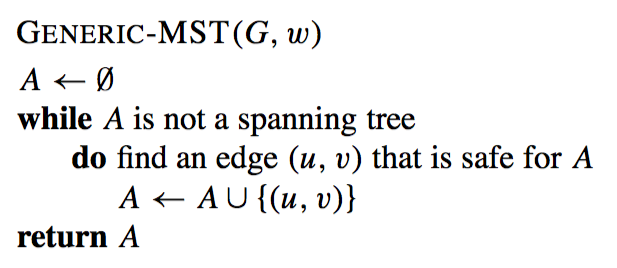 GENERIC-MST(G, w)
A ← Ø
while A is not a spanning tree
do find an edge (u, v) that is safe for A
A ← A ∪ {(u, v)}
return A